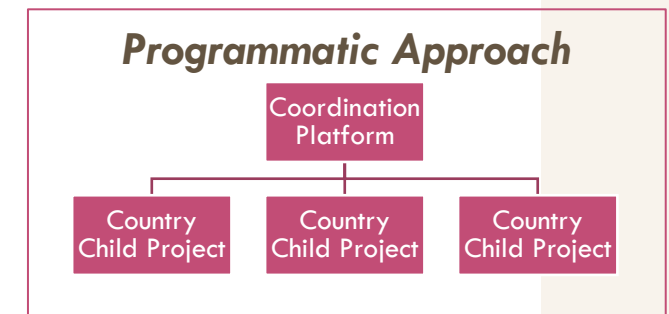 Programmatic Approach
Coordination
Platform
Country
Child Project
Country
Child Project
Country
Child Project